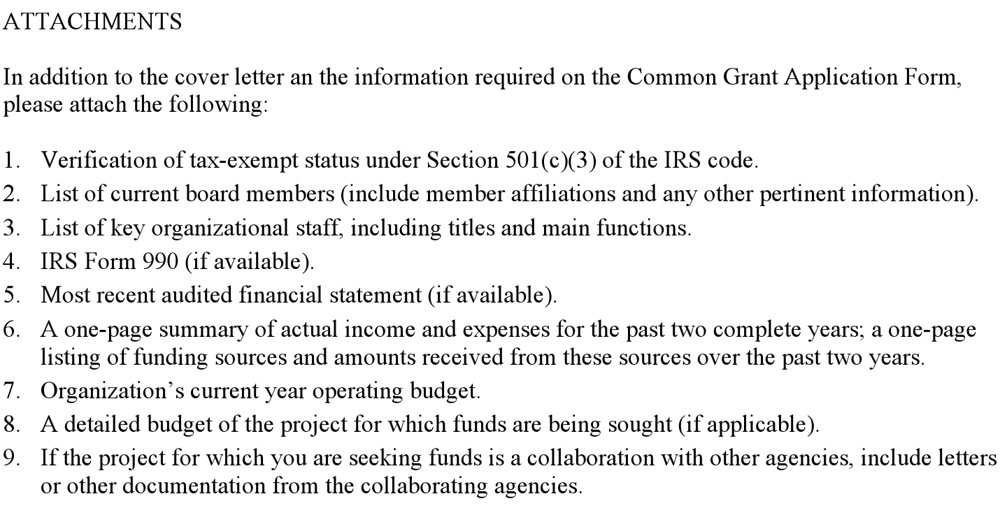 ATTACHMENTS
In addition to the cover letter an the information required on the Common Grant Application Form,
please attach the following:
1. Verification of tax-exempt status under Section 501(c)(3) of the IRS code.
2. List of current board members (include member affiliations and any other pertinent information).
3. List of key organizational staff, including titles and main functions.
4. IRS Form 990 (if available).
5. Most recent audited financial statement (if available).
6. A one-page summary of actual income and expenses for the past two complete years; a one-page
listing of funding sources and amounts received from these sources over the past two years.
7. Organization’s current year operating budget.
8. A detailed budget of the project for which funds are being sought (if applicable).
9. If the project for which you are seeking funds is a collaboration with other agencies, include letters
or other documentation from the collaborating agencies.